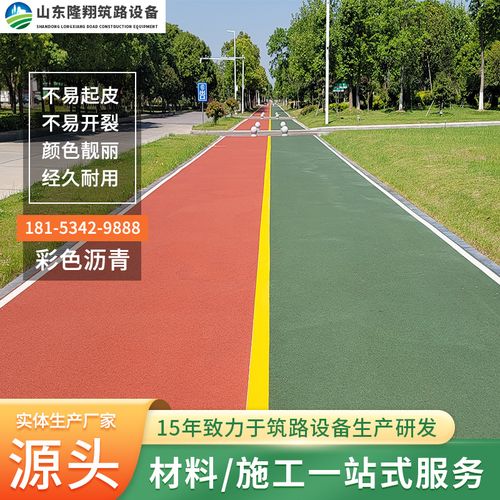 山东隆翔筑路设备
SHANDONG LONGXIANG ROAD CONSTRUCTION EQUIPMENT
不易起皮
不易开裂
颜色靓丽
经久耐用
181-5342-9888
彩色沥青
实体生产厂家
源头
15年致力于筑路设备生产研发
材料/施工一站式服务